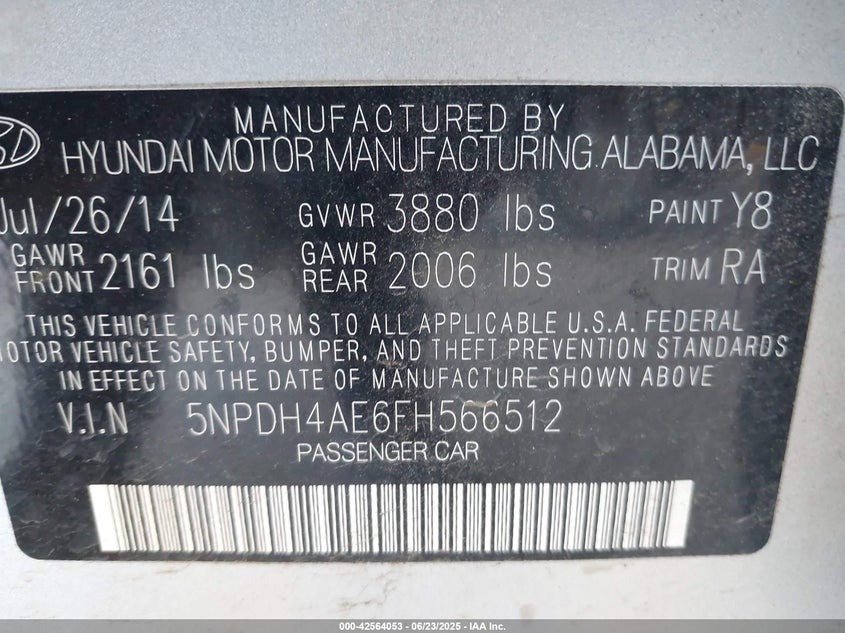 MANUFACTURED BY
HYUNDAI MOTOR MANUFACTURING ALABAMA, LLC
Jul/26/14 GVWR 3880 lbs PAINT Y8
GAWR FRONT 2161 lbs GAWR REAR 2006 lbs TRIM RA
THIS VEHICLE CONFORMS TO ALL APPLICABLE U.S.A. FEDERAL
MOTOR VEHICLE SAFETY, BUMPER, AND THEFT PREVENTION STANDARDS
IN EFFECT ON THE DATE OF MANUFACTURE SHOWN ABOVE
V.I.N 5NPDH4AE6FH566512
PASSENGER CAR
000-42564053 - 06/23/2025 - IAA Inc.